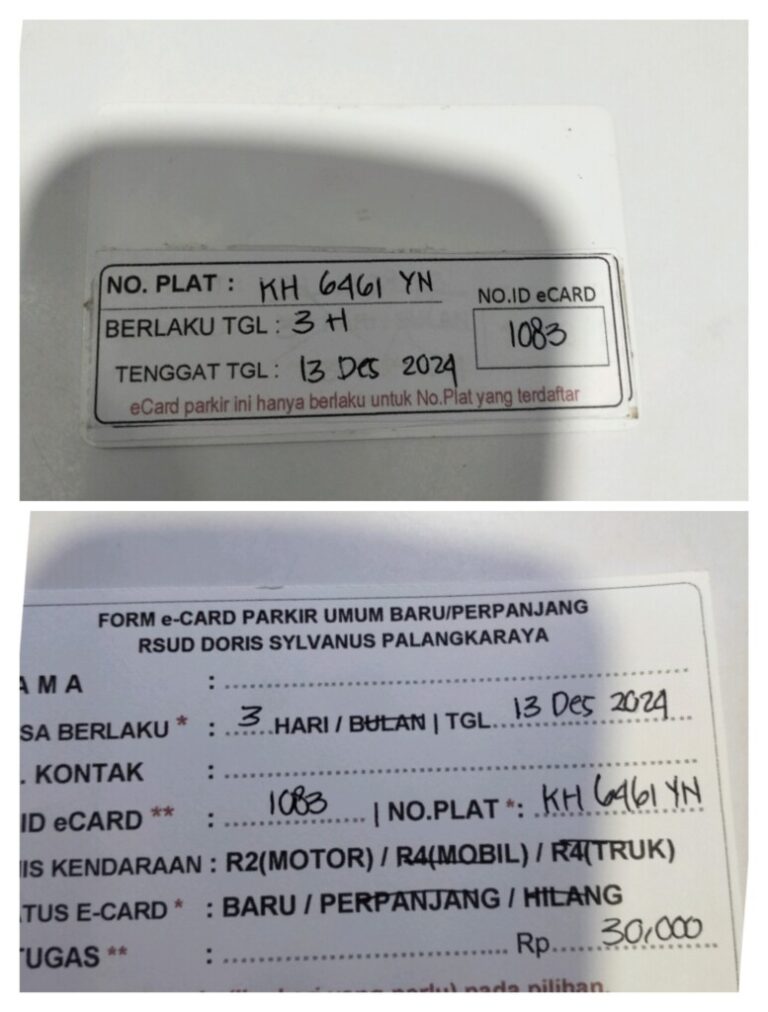 NO. PLAT : KH 6461 YN
NO.ID eCARD
BERLAKU TGL : 3 H
1083
TENGGAT TGL : 13 Des 2024
eCard parkir ini hanya berlaku untuk No.Plat yang terdaftar
FORM e-CARD PARKIR UMUM BARU/PERPANJANG
RSUD DORIS SYLVANUS PALANGKARAYA
AMA : ..........
SA BERLAKU * : 3 HARI / BULAN | TGL. 13 Des 2024
. KONTAK : ..........
ID eCARD ** : 1083 | NO.PLAT *: KH 6461 YN
IS KENDARAAN : R2(MOTOR) / R4(MOBIL) / R4(TRUK)
TUS E-CARD * : BARU / PERPANJANG / HILANG
TUGAS ** : .......... Rp. 30.000
pada pilihan.